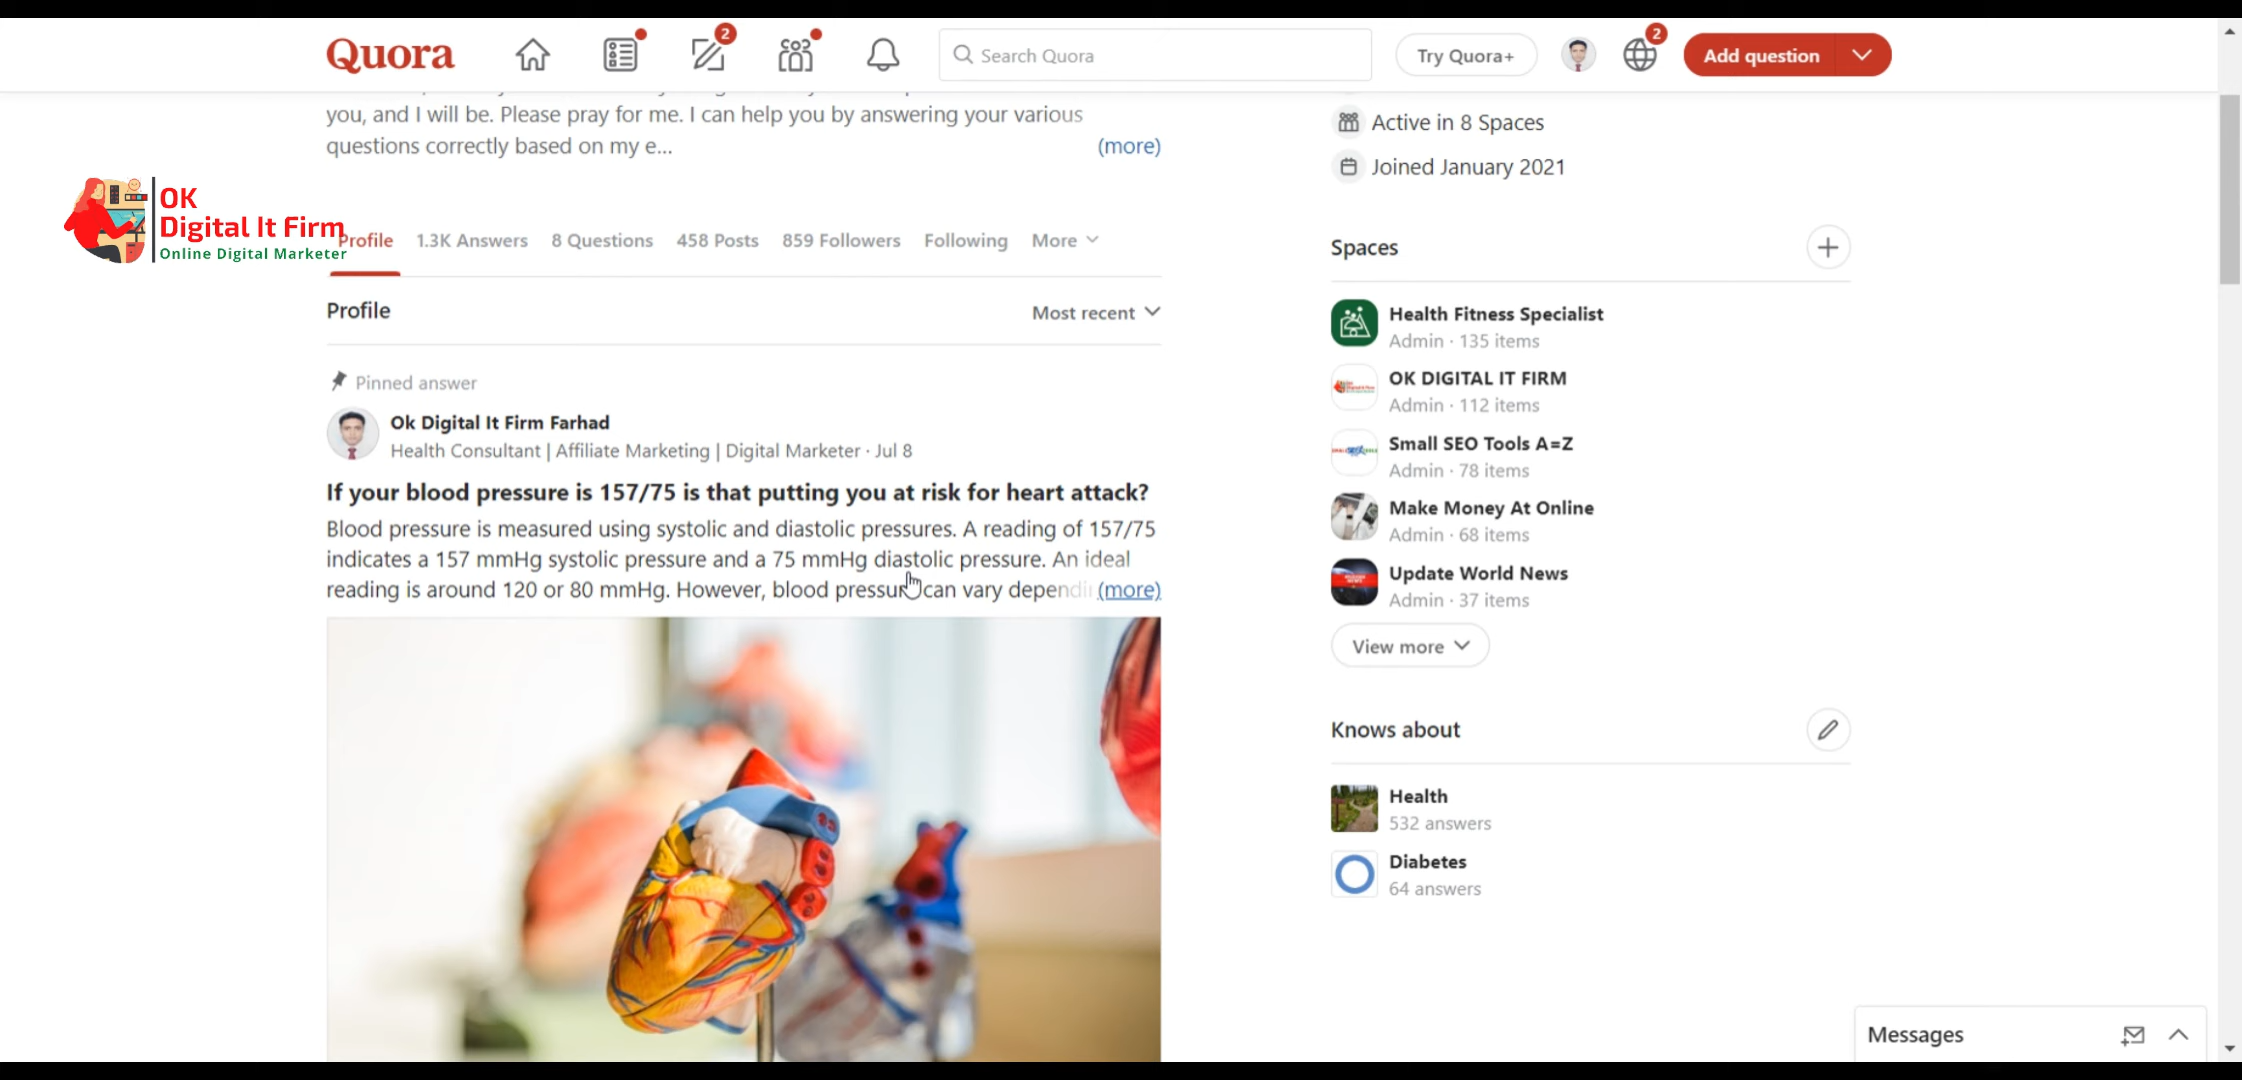 Quora
2
Search Quora
Try Quora+
2
Add question
you, and I will be. Please pray for me. I can help you by answering your various
questions correctly based on my e...
(more)
Active in 8 Spaces
Joined January 2021
OK
Digital It Firm
Online Digital Marketer
Profile
1.3K Answers
8 Questions
458 Posts
859 Followers
Following
More
Profile
Most recent
Pinned answer
Ok Digital It Firm Farhad
Health Consultant | Affiliate Marketing | Digital Marketer · Jul 8
If your blood pressure is 157/75 is that putting you at risk for heart attack?
Blood pressure is measured using systolic and diastolic pressures. A reading of 157/75
indicates a 157 mmHg systolic pressure and a 75 mmHg diastolic pressure. An ideal
reading is around 120 or 80 mmHg. However, blood pressure can vary dependi
(more)
Spaces
Health Fitness Specialist
Admin · 135 items
OK DIGITAL IT FIRM
Admin · 112 items
Small SEO Tools A=Z
Admin · 78 items
Make Money At Online
Admin · 68 items
Update World News
Admin · 37 items
View more
Knows about
Health
532 answers
Diabetes
64 answers
Messages